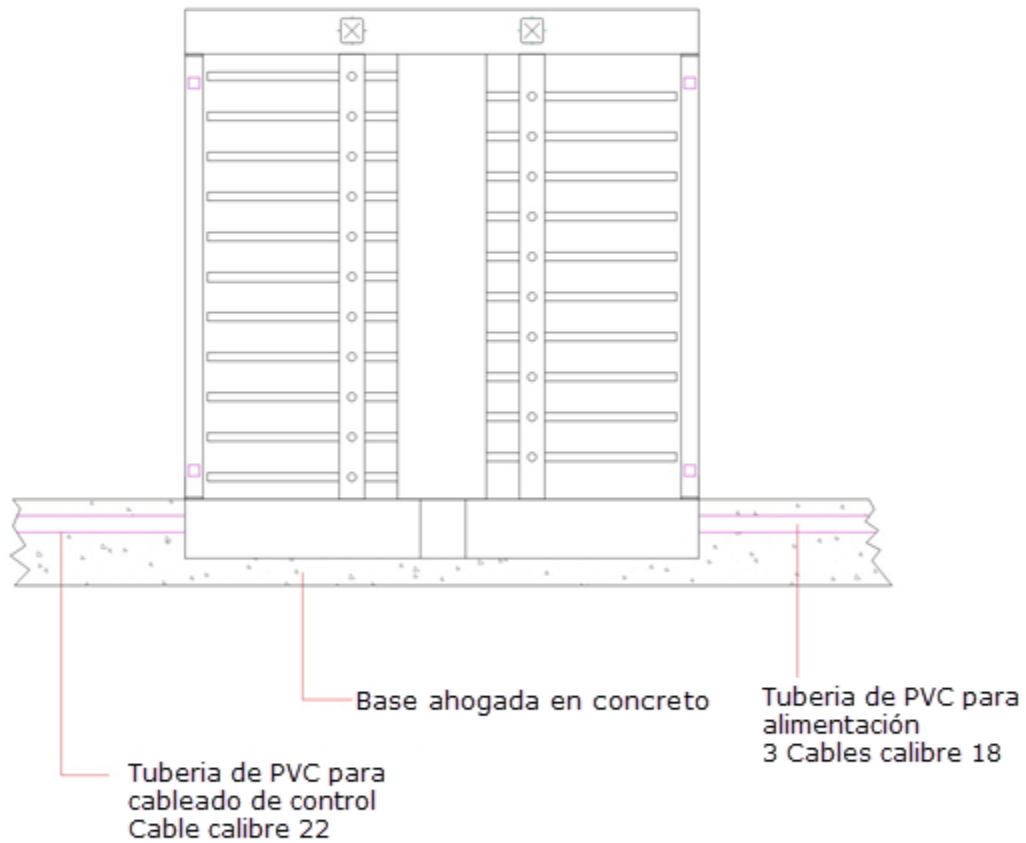 Base ahogada en concreto
Tuberia de PVC para
alimentación
3 Cables calibre 18
Tuberia de PVC para
cableado de control
Cable calibre 22